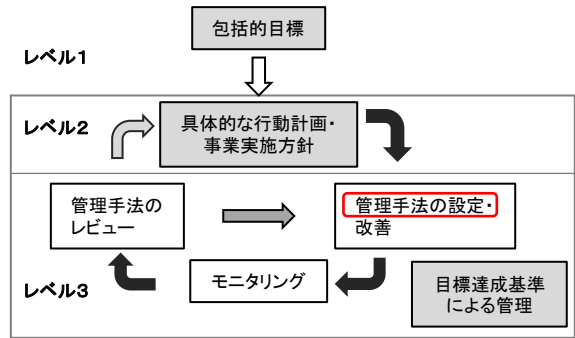 包括的目標
レベル1
レベル2
具体的な行動計画・
事業実施方針
管理手法の
レビュー
管理手法の設定・
改善
モニタリング
レベル3
目標達成基準
による管理